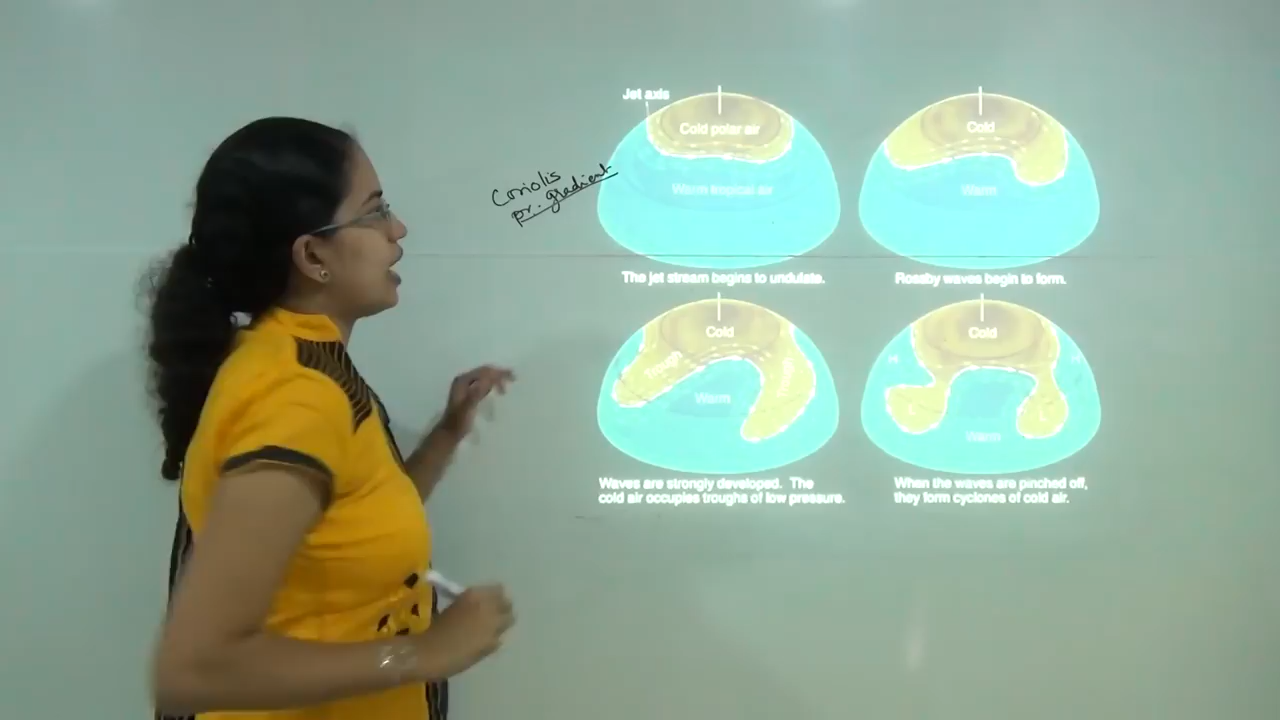 Coriolis
pr. gradient
Jet axis
Cold polar air
Warm tropical air
The jet stream begins to undulate.
Cold
Warm
Rossby waves begin to form.
Cold
Trough
Trough
Warm
Waves are strongly developed. The
cold air occupies troughs of low pressure.
Cold
H
H
L
L
Warm
When the waves are pinched off,
they form cyclones of cold air.